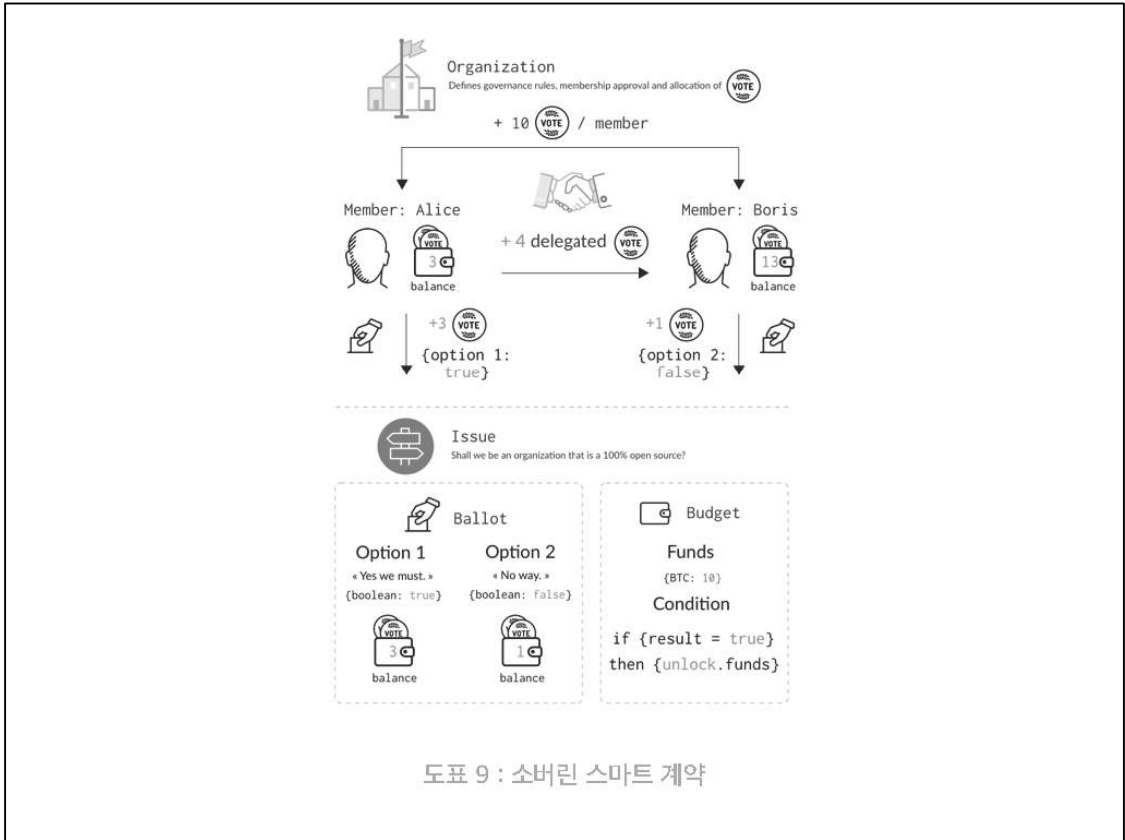 Organization
Defines governance rules, membership approval and allocation of VOTE
+ 10 VOTE / member
Member: Alice
VOTE
3
balance
+ 4 delegated VOTE
Member: Boris
VOTE
13
balance
+3 VOTE
{option 1:
true}
+1 VOTE
{option 2:
false}
Issue
Shall we be an organization that is a 100% open source?
Ballot
Option 1
« Yes we must. »
{boolean: true}
VOTE
3
balance
Option 2
« No way. »
{boolean: false}
VOTE
1
balance
Budget
Funds
{BTC: 10}
Condition
if {result = true}
then {unlock.funds}
도표 9 : 소버린 스마트 계약